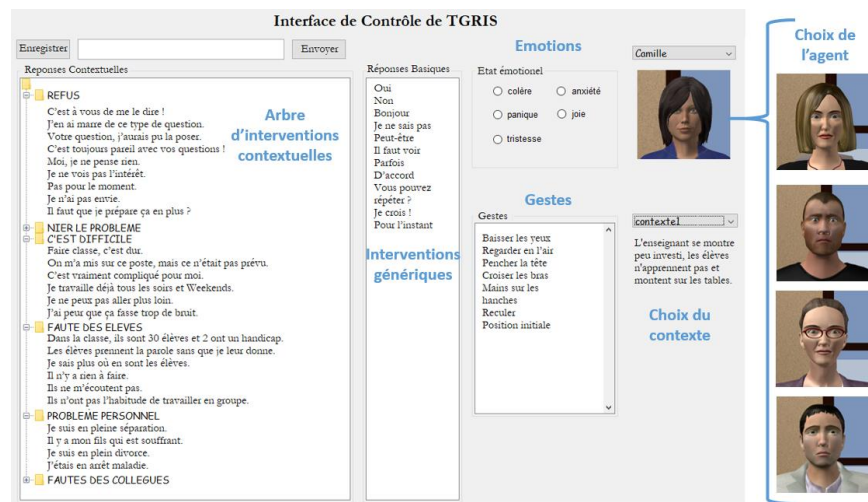 Interface de Contrôle de TGRIS
Enregistrer
Envoyer
Reponses Contextuelles
REFUS
C'est à vous de me le dire !
J'en ai marre de ce type de question.
Votre question, j'aurais pu la poser.
C'est toujours pareil avec vos questions !
Moi, je ne pense rien.
Je ne vois pas l'intérêt.
Pas pour le moment.
Je n'ai pas envie.
Il faut que je prépare ça en plus ?
NIER LE PROBLEME
C'EST DIFFICILE
Faire classe, c'est dur.
On m'a mis sur ce poste, mais ce n'était pas prévu.
C'est vraiment compliqué pour moi.
Je travaille déjà tous les soirs et Weekends.
Je ne peux pas aller plus loin.
J'ai peur que ça fasse trop de bruit.
FAUTE DES ELEVES
Dans la classe, ils sont 30 élèves et 2 ont un handicap.
Les élèves prennent la parole sans que je leur donne.
Je sais plus où en sont les élèves.
Il n'y a rien à faire.
Ils ne m'écoutent pas.
Ils n'ont pas l'habitude de travailler en groupe.
PROBLEME PERSONNEL
Je suis en pleine séparation.
Il y a mon fils qui est souffrant.
Je suis en plein divorce.
J'étais en arrêt maladie.
FAUTES DES COLLEGUES
Arbre
d'interventions
contextuelles
Réponses Basiques
Oui
Non
Bonjour
Je ne sais pas
Peut-être
Il faut voir
Parfois
D'accord
Vous pouvez
répéter ?
Je crois !
Pour l'instant
Interventions
génériques
Emotions
Etat émotionel
colére
anxiété
panique
joie
tristesse
Gestes
Gestes
Baisser les yeux
Regarder en l'air
Pencher la tête
Croiser les bras
Mains sur les
hanches
Reculer
Position initiale
Camille
contexte1
L'enseignant se montre
peu investi, les élèves
n'apprennent pas et
montent sur les tables.
Choix du
contexte
Choix de
l'agent